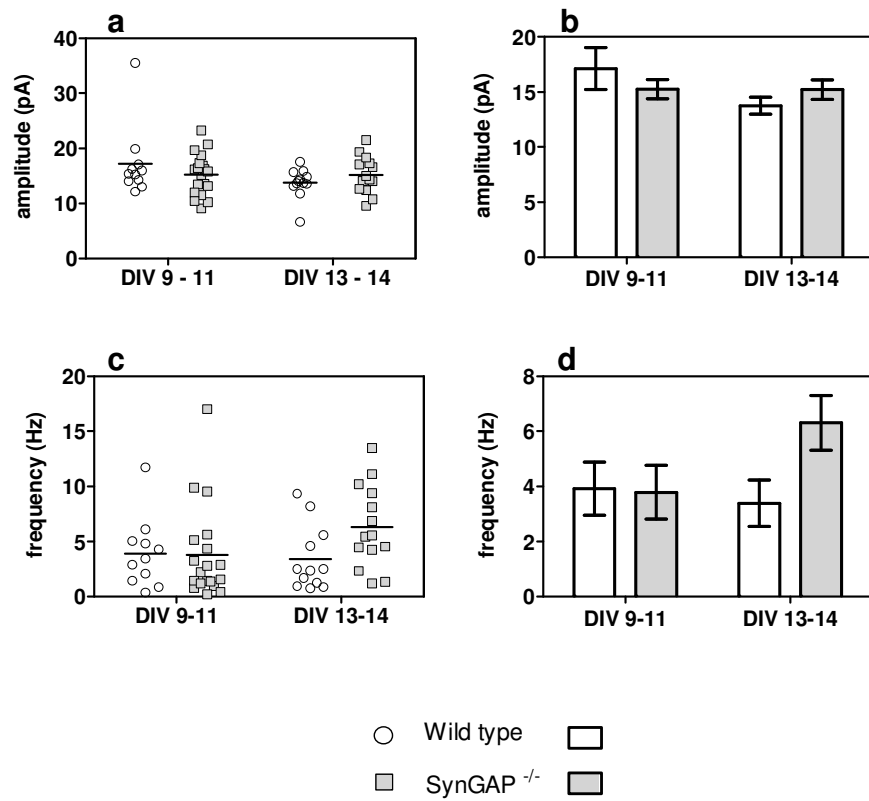 a
amplitude (pA)
40
30
20
10
0
DIV 9 - 11
DIV 13 - 14
b
amplitude (pA)
20
15
10
5
0
DIV 9-11
DIV 13-14
c
frequency (Hz)
20
15
10
5
0
DIV 9-11
DIV 13-14
d
frequency (Hz)
8
6
4
2
0
DIV 9-11
DIV 13-14
Wild type
SynGAP -/-